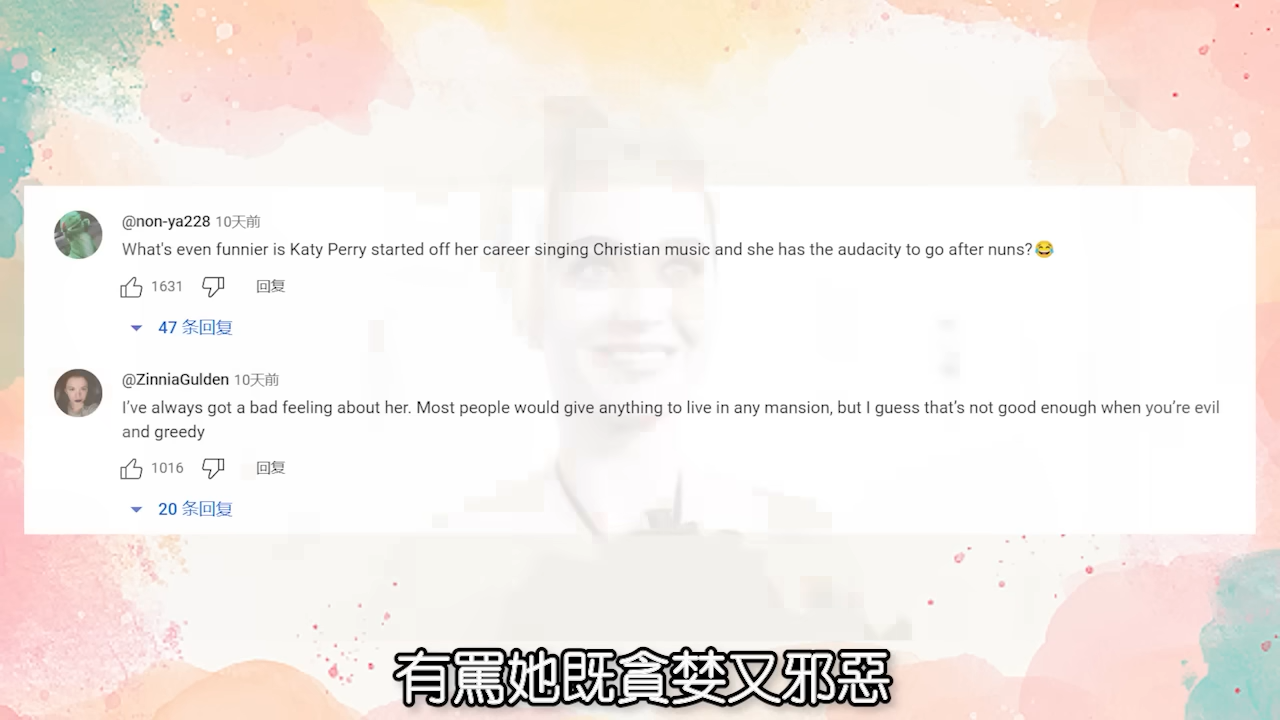 @non-ya228 10天前
What's even funnier is Katy Perry started off her career singing Christian music and she has the audacity to go after nuns?😂
1631 回复
47 条回复
@ZinniaGulden 10天前
I’ve always got a bad feeling about her. Most people would give anything to live in any mansion, but I guess that’s not good enough when you’re evil
and greedy
1016 回复
20 条回复
有罵她既貪婪又邪惡